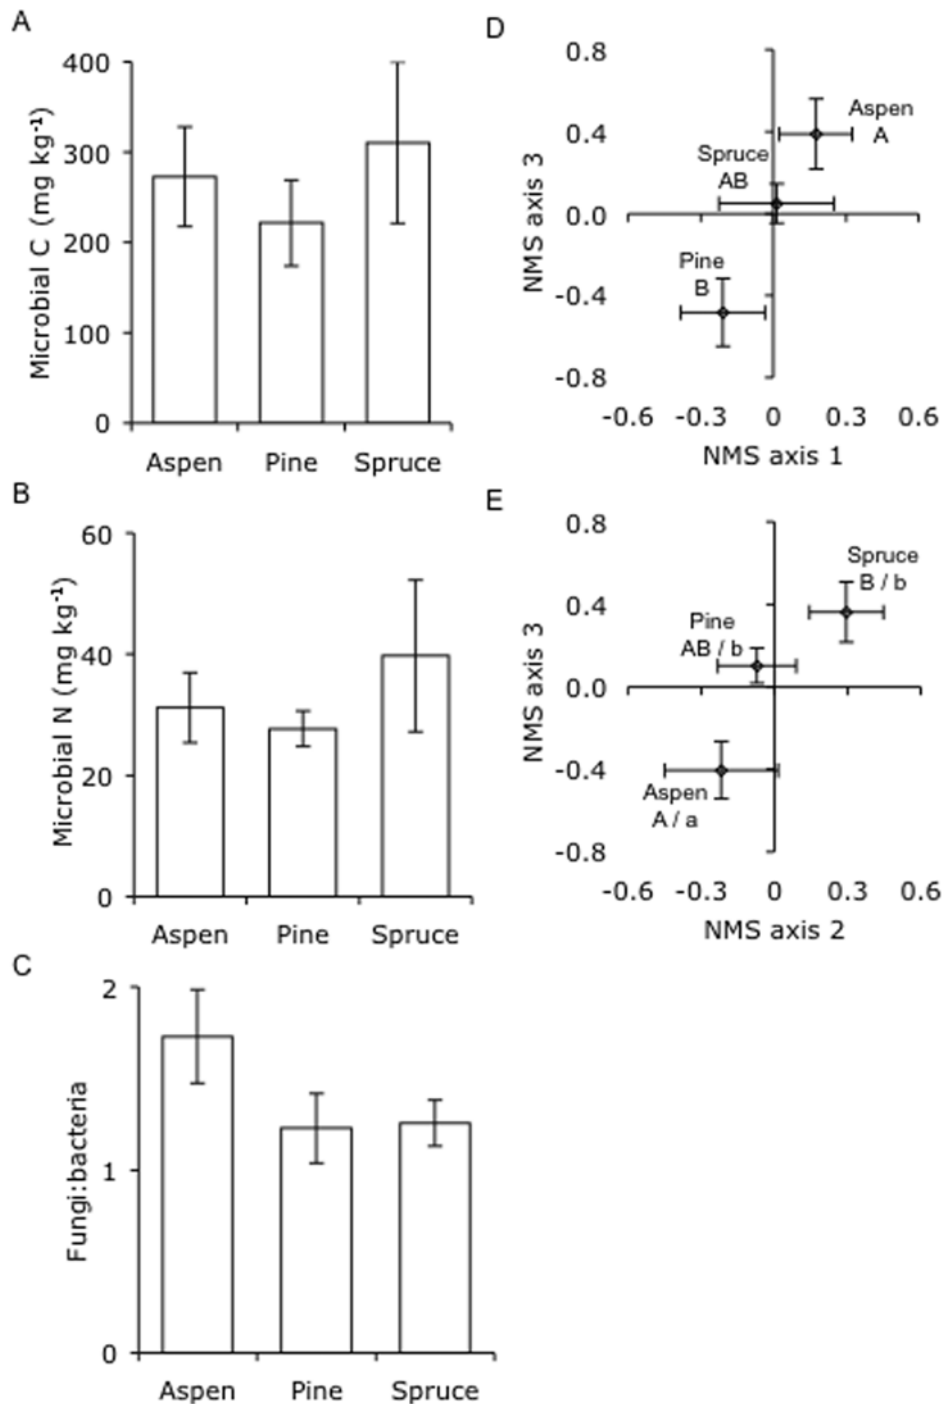 A
Microbial C (mg kg-1)
400
300
200
100
0
Aspen Pine Spruce
B
Microbial N (mg kg-1)
60
40
20
0
Aspen Pine Spruce
C
Fungi:bacteria
2
1
0
Aspen Pine Spruce
D
NMS axis 3
0.8
0.4
0.0
-0.4
-0.8
Aspen
A
Spruce
AB
Pine
B
-0.6 -0.3 0 0.3 0.6
NMS axis 1
E
NMS axis 3
0.8
0.4
0.0
-0.4
-0.8
Spruce
B / b
Pine
AB / b
Aspen
A / a
-0.6 -0.3 0 0.3 0.6
NMS axis 2